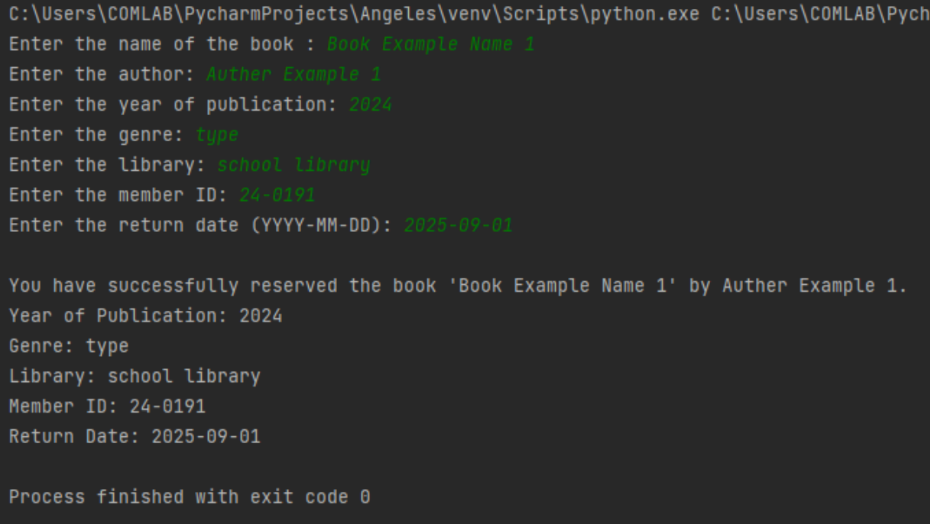 C:\Users\COMLAB\PycharmProjects\Angeles\venv\Scripts\python.exe C:\Users\COMLAB\Pych
Enter the name of the book : Book Example Name 1
Enter the author: Auther Example 1
Enter the year of publication: 2024
Enter the genre: type
Enter the library: school library
Enter the member ID: 24-0191
Enter the return date (YYYY-MM-DD): 2025-09-01
You have successfully reserved the book 'Book Example Name 1' by Auther Example 1.
Year of Publication: 2024
Genre: type
Library: school library
Member ID: 24-0191
Return Date: 2025-09-01
Process finished with exit code 0